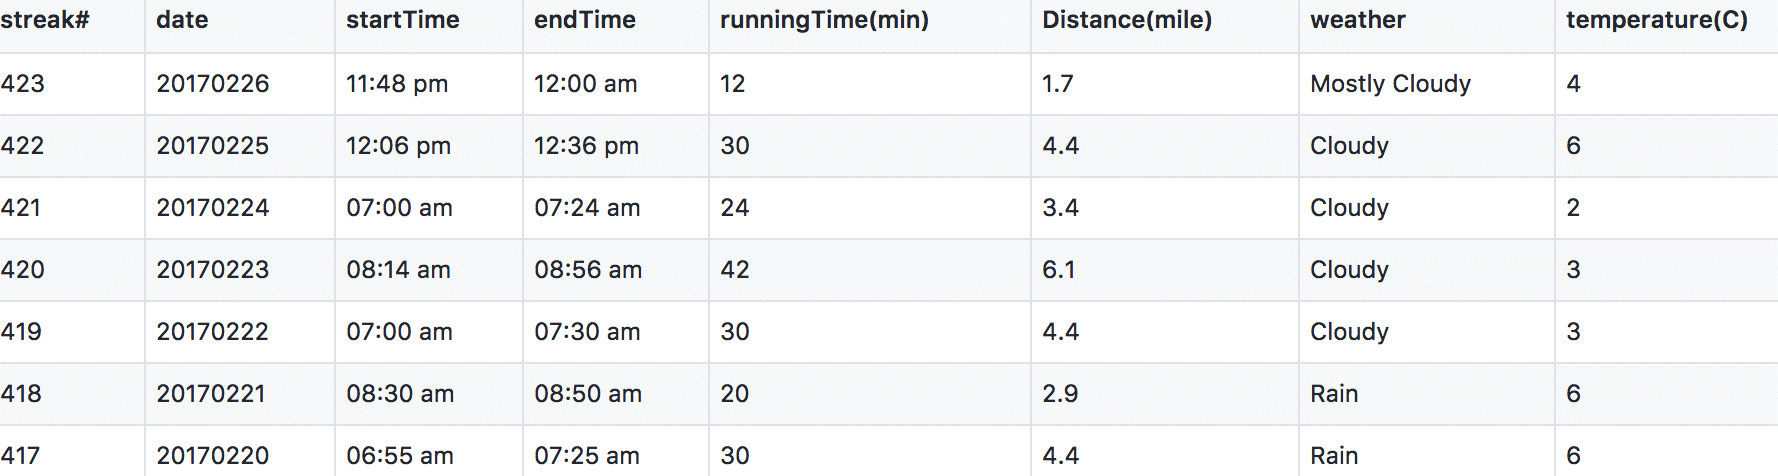 streak# date startTime endTime runningTime(min) Distance(mile) weather temperature(C)
423 20170226 11:48 pm 12:00 am 12 1.7 Mostly Cloudy 4
422 20170225 12:06 pm 12:36 pm 30 4.4 Cloudy 6
421 20170224 07:00 am 07:24 am 24 3.4 Cloudy 2
420 20170223 08:14 am 08:56 am 42 6.1 Cloudy 3
419 20170222 07:00 am 07:30 am 30 4.4 Cloudy 3
418 20170221 08:30 am 08:50 am 20 2.9 Rain 6
417 20170220 06:55 am 07:25 am 30 4.4 Rain 6